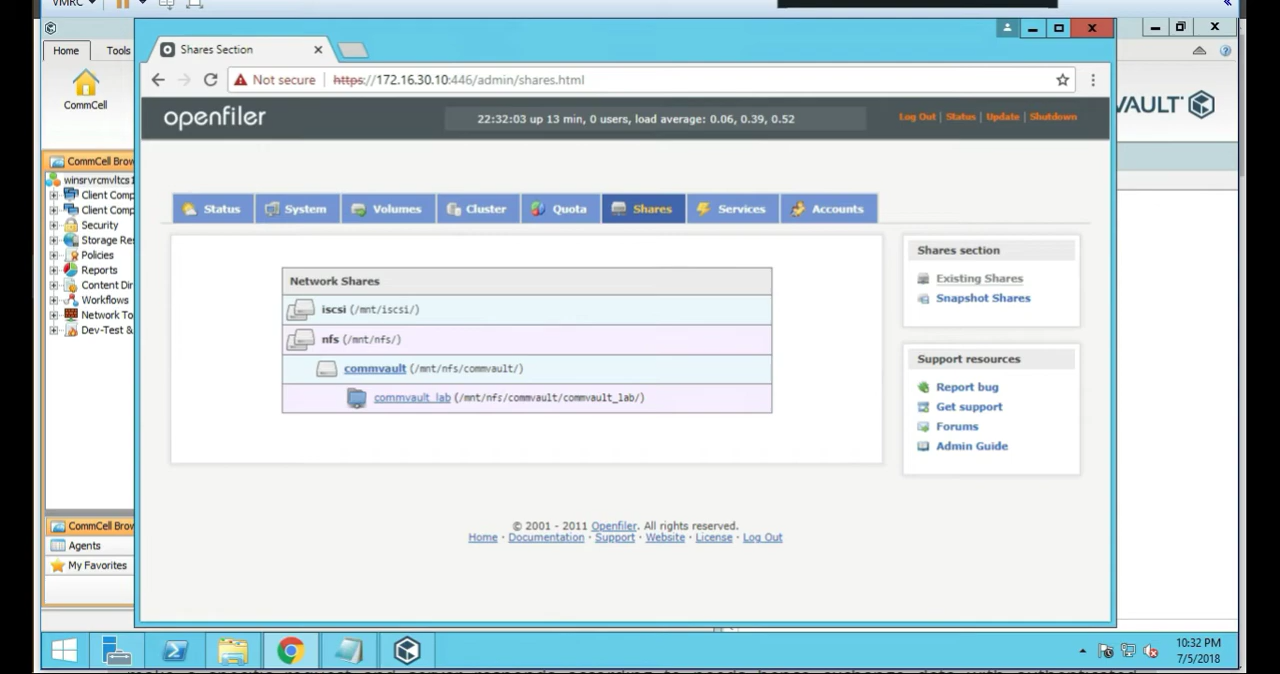 VMRC
Shares Section
Home Tools
Not secure https://172.16.30.10:446/admin/shares.html
CommCell
VAULT
openfiler
22:32:03 up 13 min, 0 users, load average: 0.06, 0.39, 0.52
Log Out | Status | Update | Shutdown
CommCell Brow
winsrvrcmvltcs1
Client Comp
Client Comp
Security
Storage Re
Policies
Reports
Content Dir
Workflows
Network To
Dev-Test &
Status System Volumes Cluster Quota Shares Services Accounts
Network Shares
iscsi (/mnt/iscsi/)
nfs (/mnt/nfs/)
commvault (/mnt/nfs/commvault/)
commvault_lab (/mnt/nfs/commvault/commvault_lab/)
Shares section
Existing Shares
Snapshot Shares
Support resources
Report bug
Get support
Forums
Admin Guide
CommCell Brow
Agents
My Favorites
© 2001 - 2011 Openfiler. All rights reserved.
Home · Documentation · Support · Website · License · Log Out
10:32 PM
7/5/2018